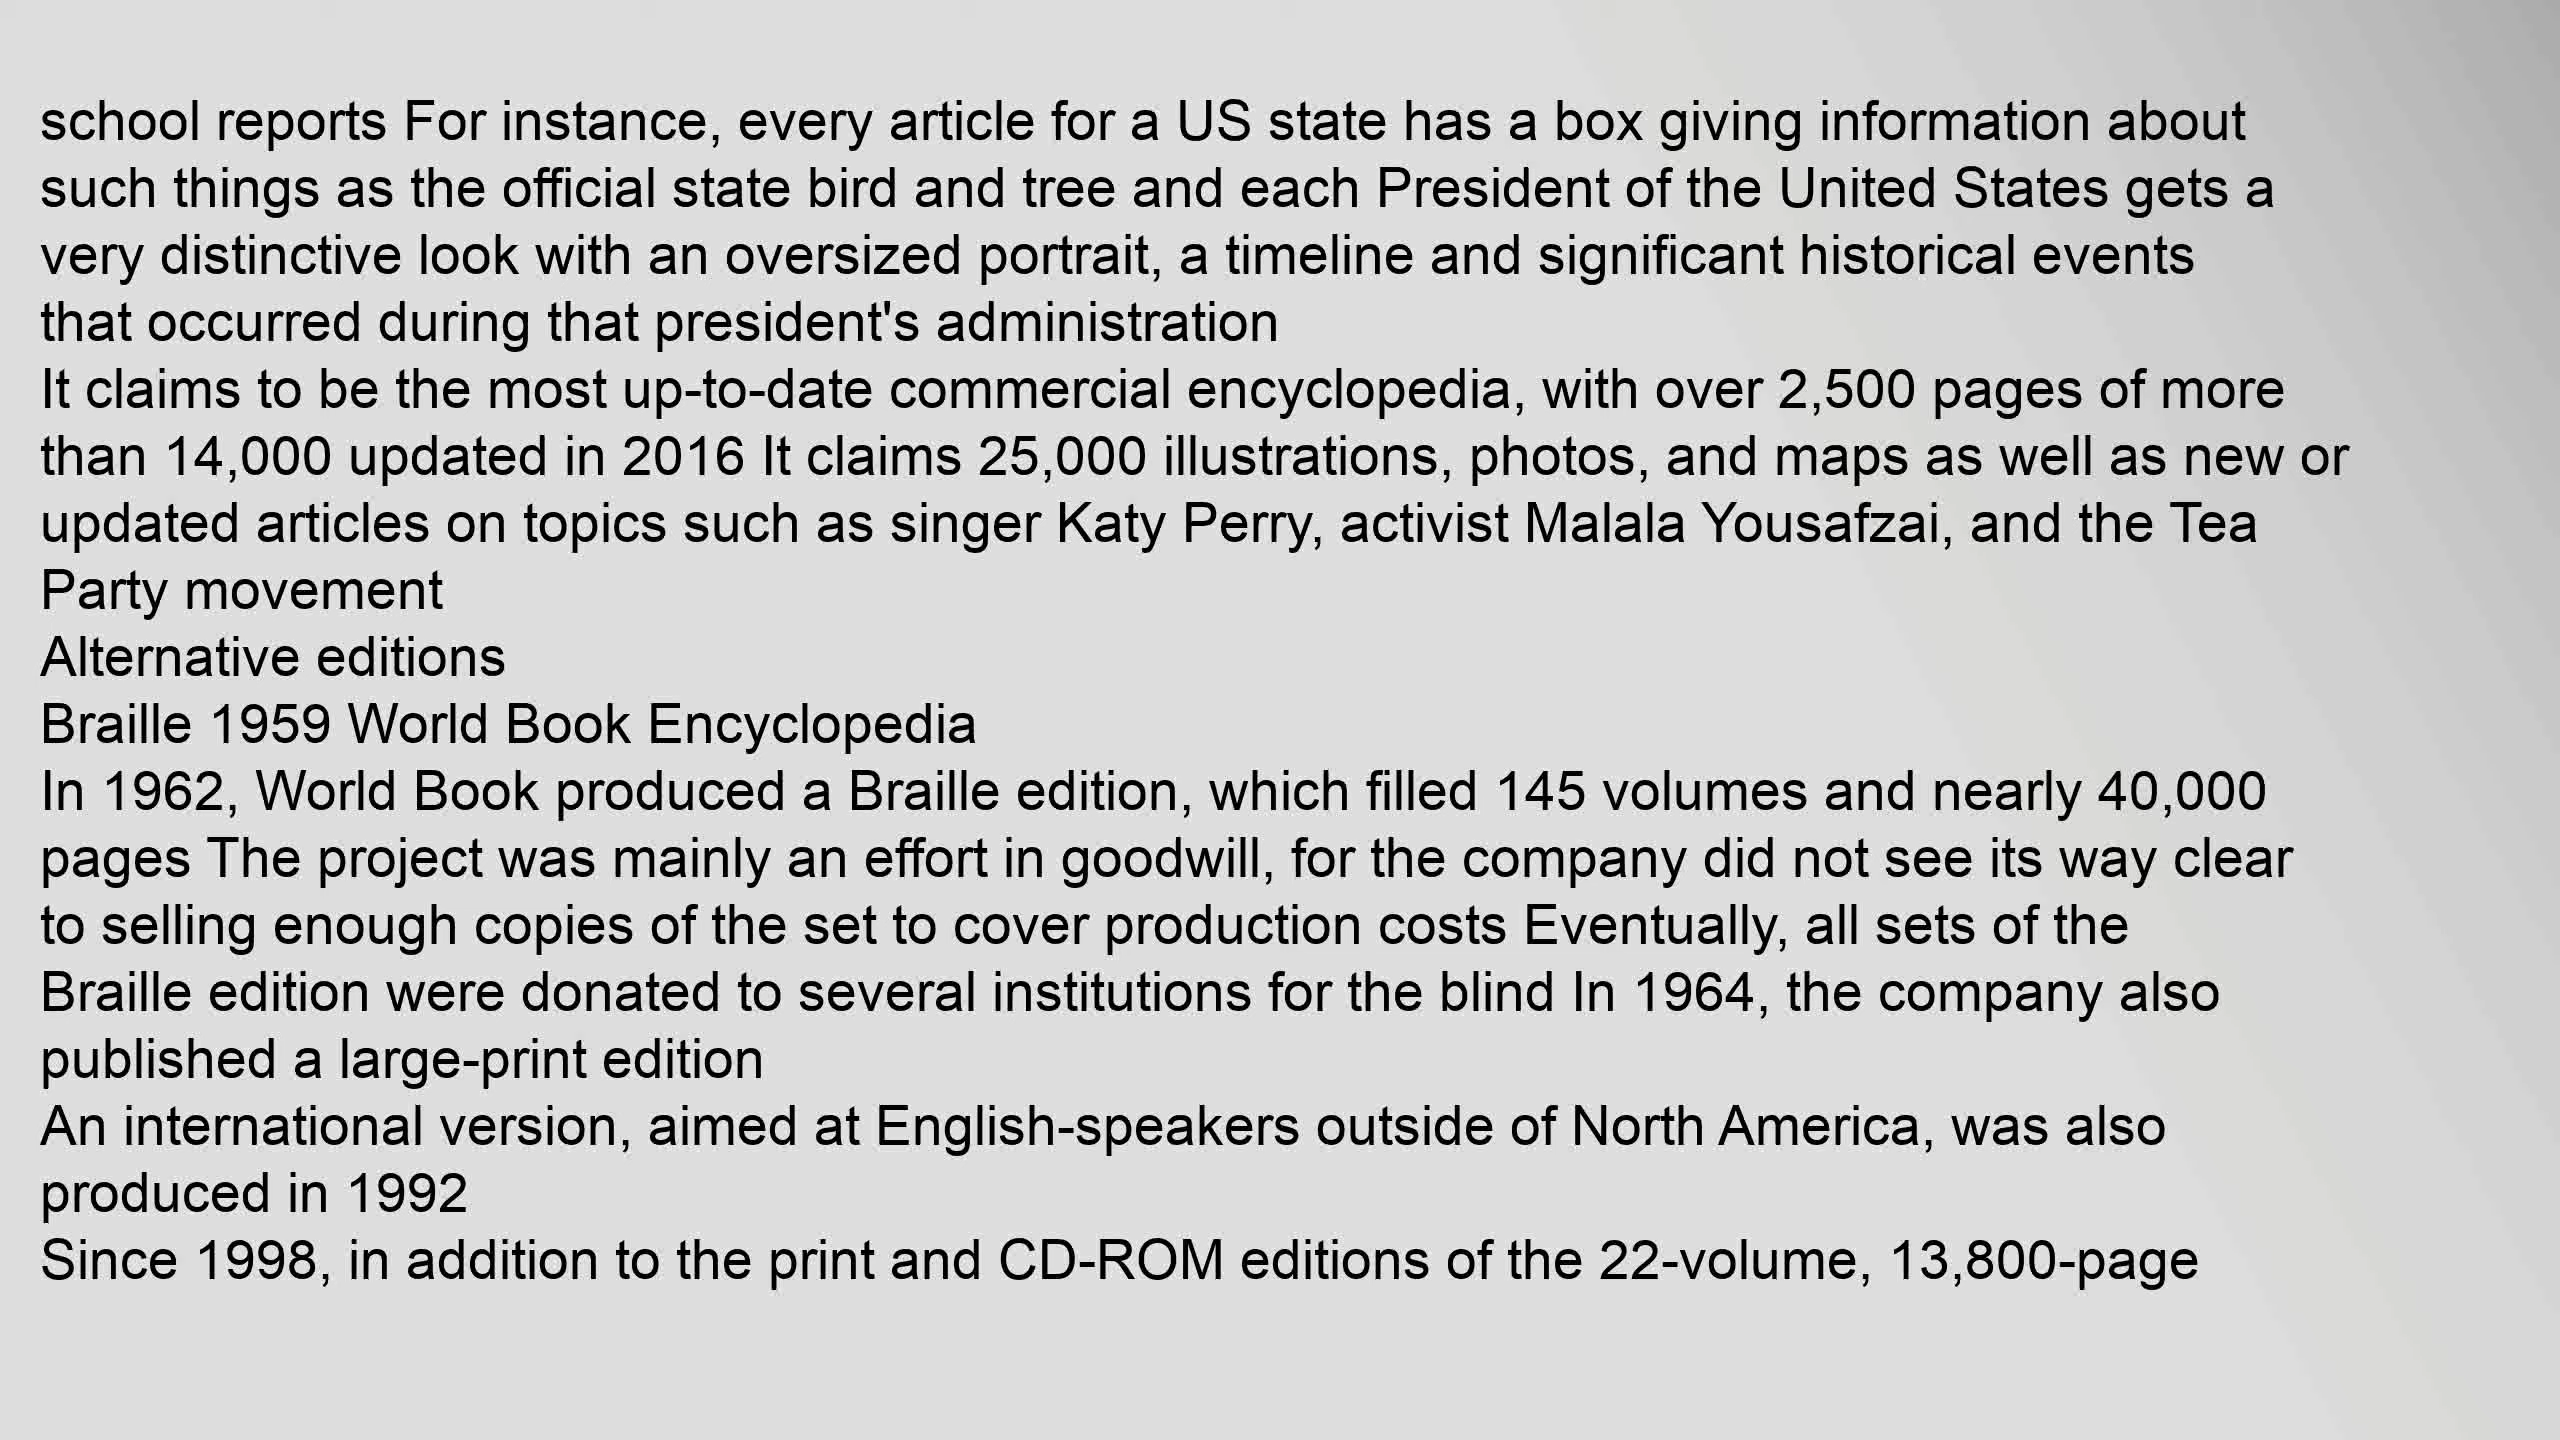 school reports For instance, every article for a US state has a box giving information about
such things as the official state bird and tree and each President of the United States gets a
very distinctive look with an oversized portrait, a timeline and significant historical events
that occurred during that president's administration
It claims to be the most up-to-date commercial encyclopedia, with over 2,500 pages of more
than 14,000 updated in 2016 It claims 25,000 illustrations, photos, and maps as well as new or
updated articles on topics such as singer Katy Perry, activist Malala Yousafzai, and the Tea
Party movement
Alternative editions
Braille 1959 World Book Encyclopedia
In 1962, World Book produced a Braille edition, which filled 145 volumes and nearly 40,000
pages The project was mainly an effort in goodwill, for the company did not see its way clear
to selling enough copies of the set to cover production costs Eventually, all sets of the
Braille edition were donated to several institutions for the blind In 1964, the company also
published a large-print edition
An international version, aimed at English-speakers outside of North America, was also
produced in 1992
Since 1998, in addition to the print and CD-ROM editions of the 22-volume, 13,800-page